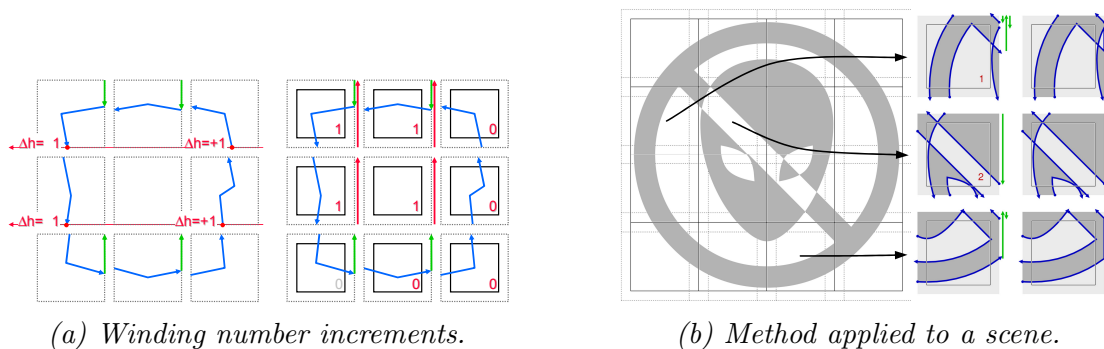 Δh= 1 Δh=+1
Δh= 1 Δh=+1
1 1 0
1 1 0
0 0 0
1
2
(a) Winding number increments.
(b) Method applied to a scene.